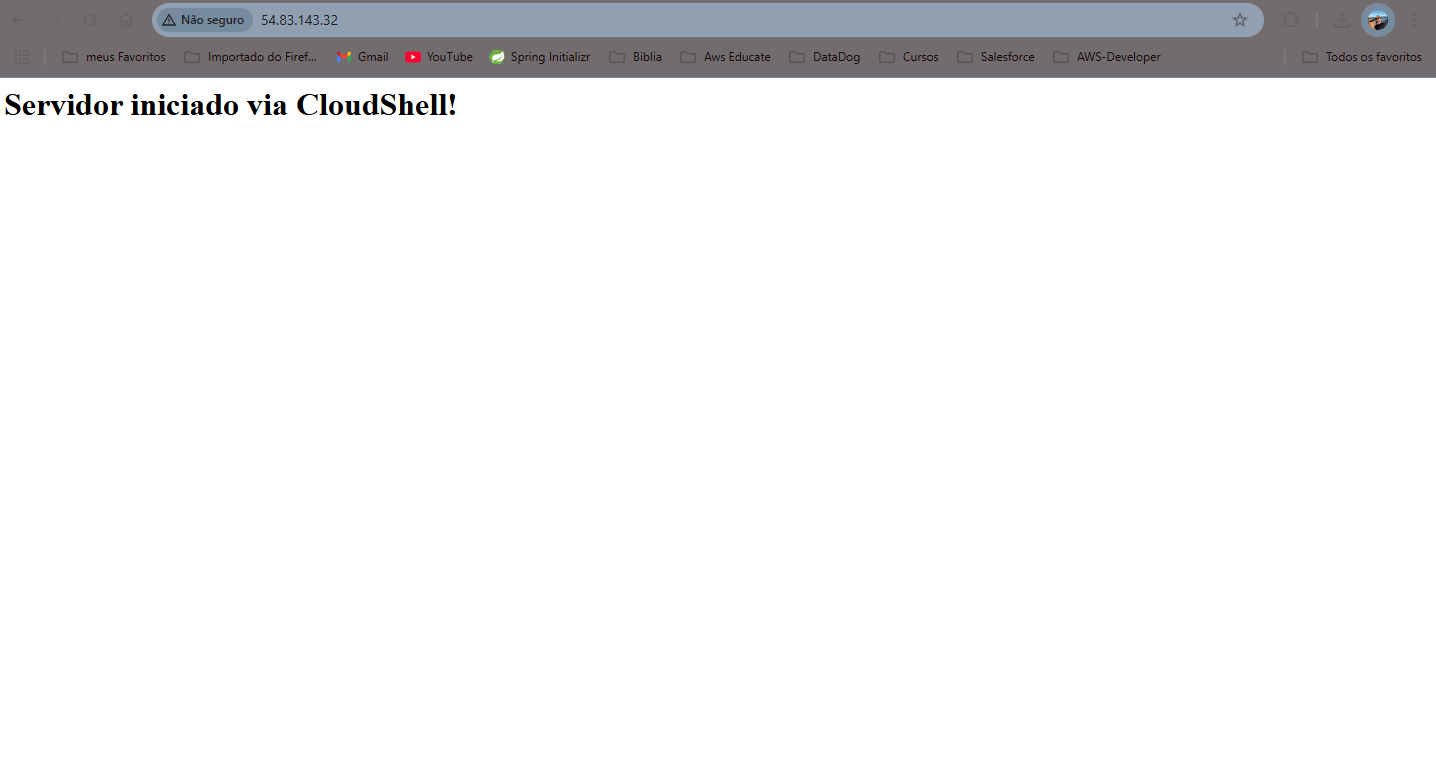 Não seguro 54.83.143.32
meus Favoritos Importado do Firef... Gmail YouTube Spring Initializr Biblia Aws Educate DataDog Cursos Salesforce AWS-Developer Todos os favoritos
Servidor iniciado via CloudShell!